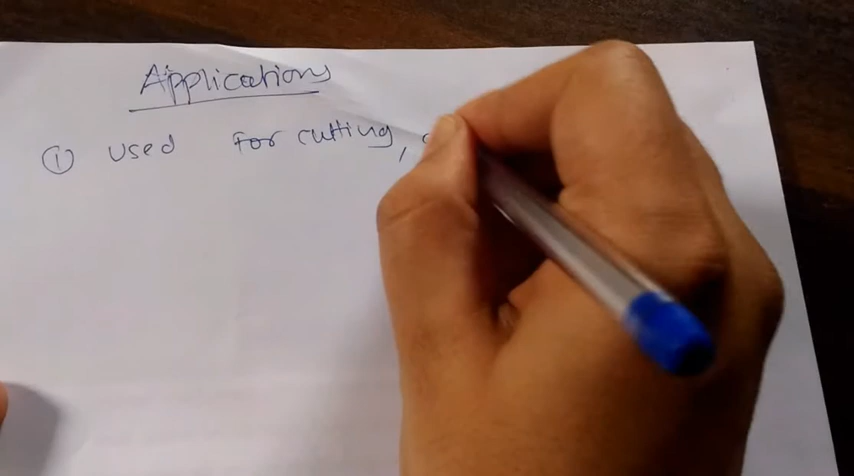 Applications
① used for cutting,